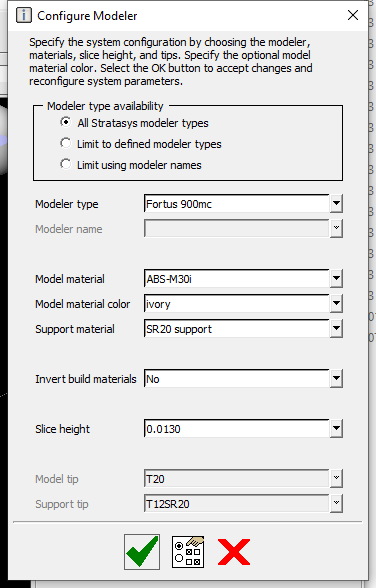 Configure Modeler
Specify the system configuration by choosing the modeler,
materials, slice height, and tips. Specify the optional model
material color. Select the OK button to accept changes and
reconfigure system parameters.
Modeler type availability
All Stratasys modeler types
Limit to defined modeler types
Limit using modeler names
Modeler type Fortus 900mc
Modeler name
Model material ABS-M30i
Model material color ivory
Support material SR20 support
Invert build materials No
Slice height 0.0130
Model tip T20
Support tip T12SR20